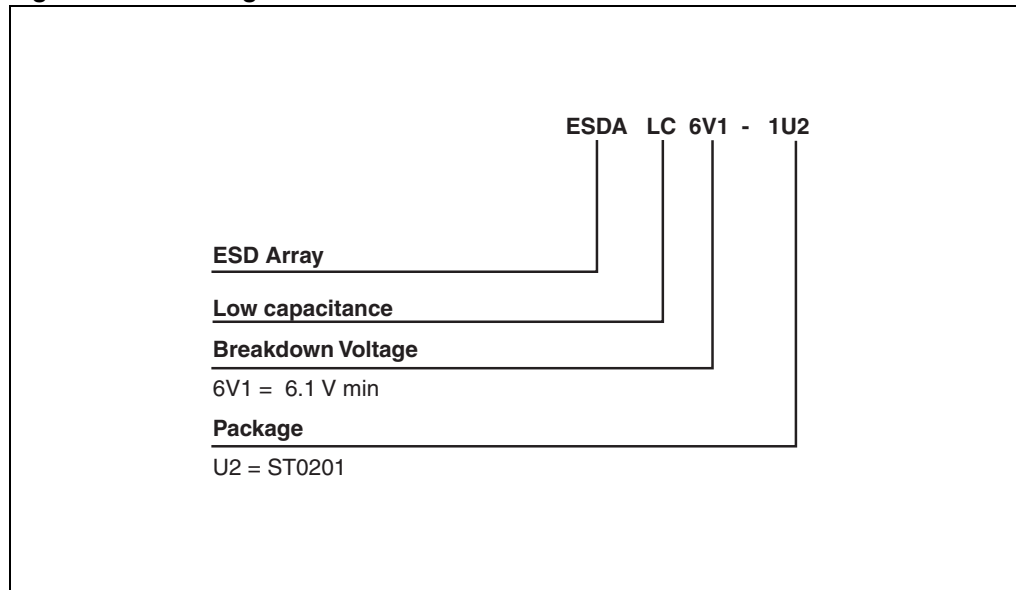 ESDA LC 6V1 - 1U2
ESD Array
Low capacitance
Breakdown Voltage
6V1 = 6.1 V min
Package
U2 = ST0201